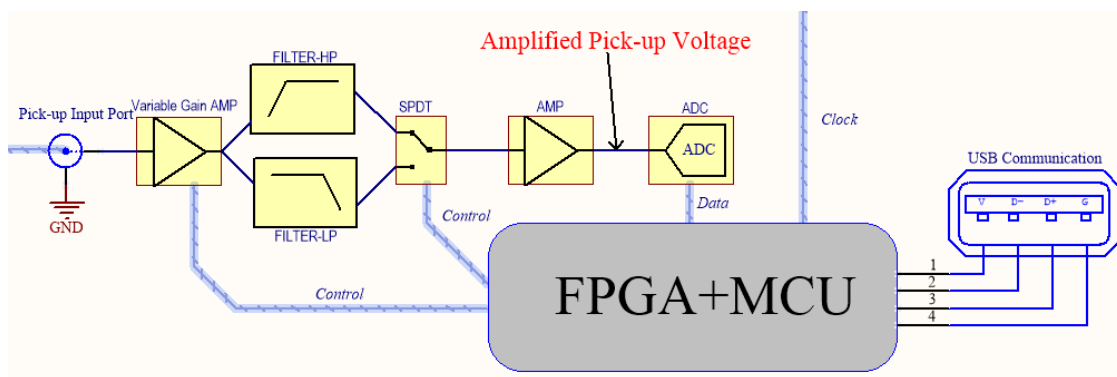 Amplified Pick-up Voltage
FILTER-HP
Pick-up Input Port
Variable Gain AMP
SPDT
AMP
ADC
ADC
Clock
USB Communication
V D- D+ G
GND
FILTER-LP
Control
Data
Control
FPGA+MCU
1
2
3
4